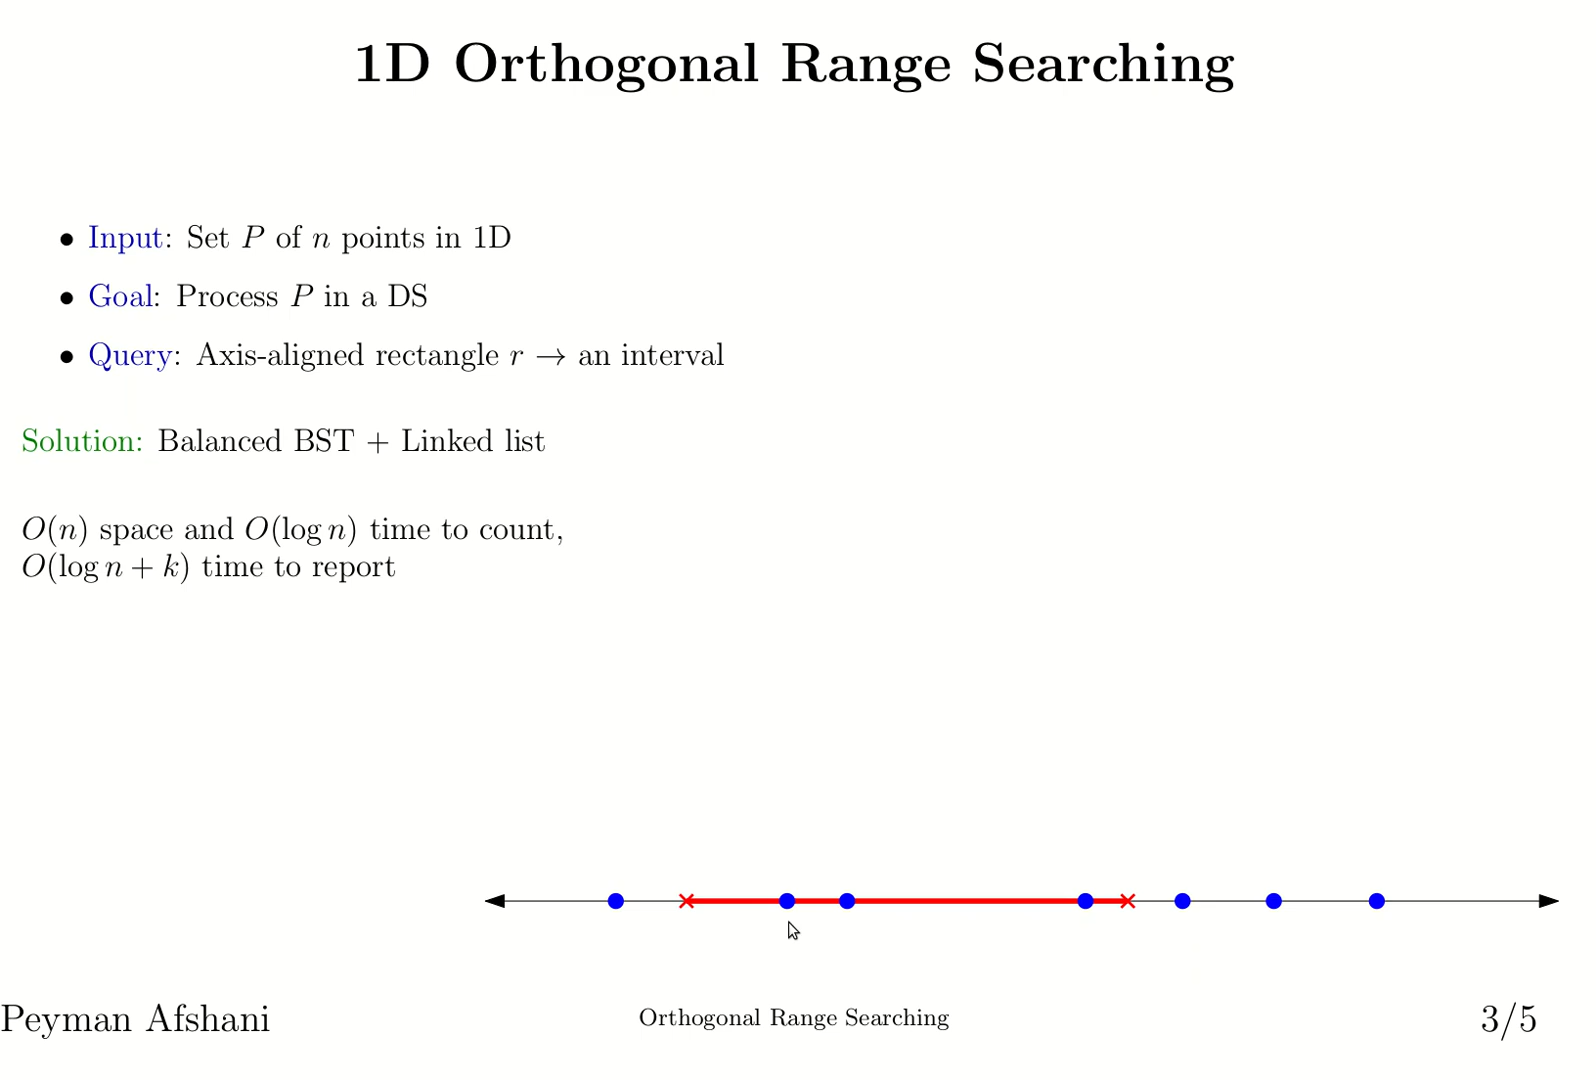 1D Orthogonal Range Searching
• Input: Set P of n points in 1D
• Goal: Process P in a DS
• Query: Axis-aligned rectangle r → an interval
Solution: Balanced BST + Linked list
O(n) space and O(log n) time to count,
O(log n + k) time to report
Peyman Afshani
Orthogonal Range Searching
3/5